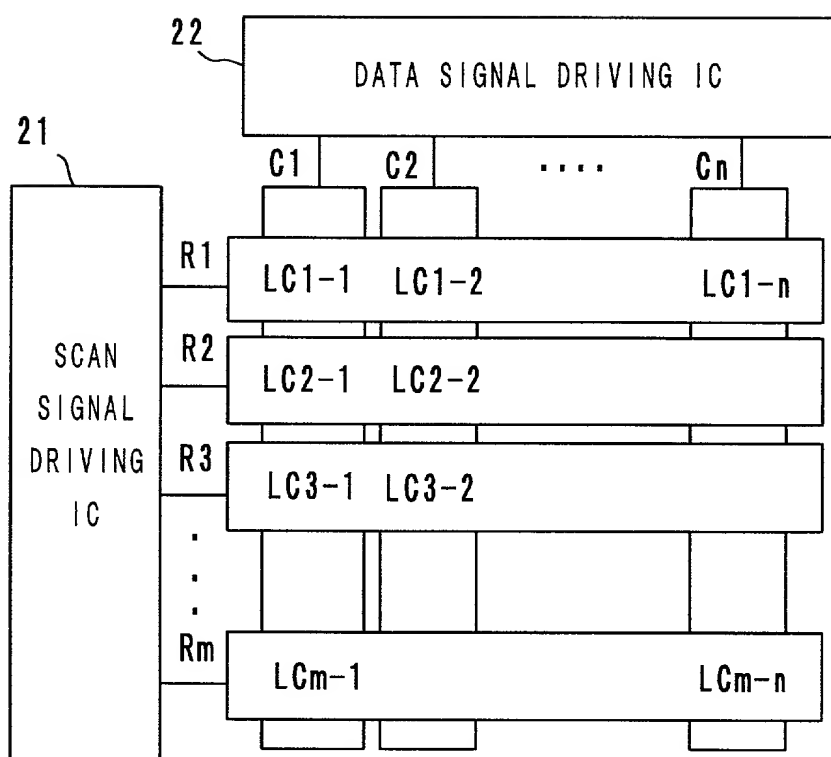 22
DATA SIGNAL DRIVING IC
21
C1 C2 .... Cn
R1
LC1-1 LC1-2 LC1-n
R2
LC2-1 LC2-2
SCAN
SIGNAL
DRIVING
IC
R3
LC3-1 LC3-2
.
.
.
Rm
LCm-1 LCm-n